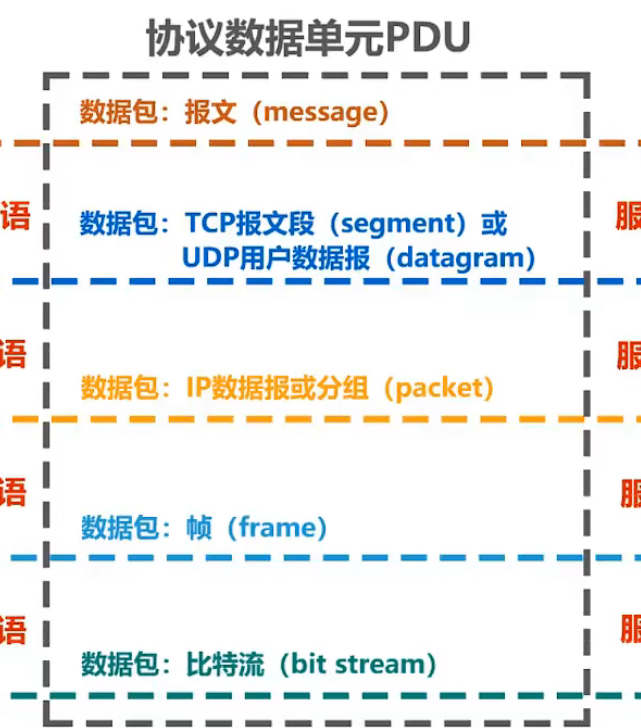 协议数据单元PDU
数据包：报文（message）
语
服
数据包：TCP报文段（segment）或
UDP用户数据报（datagram）
语
服
数据包：IP数据报或分组（packet）
语
服
数据包：帧（frame）
语
服
数据包：比特流（bit stream）